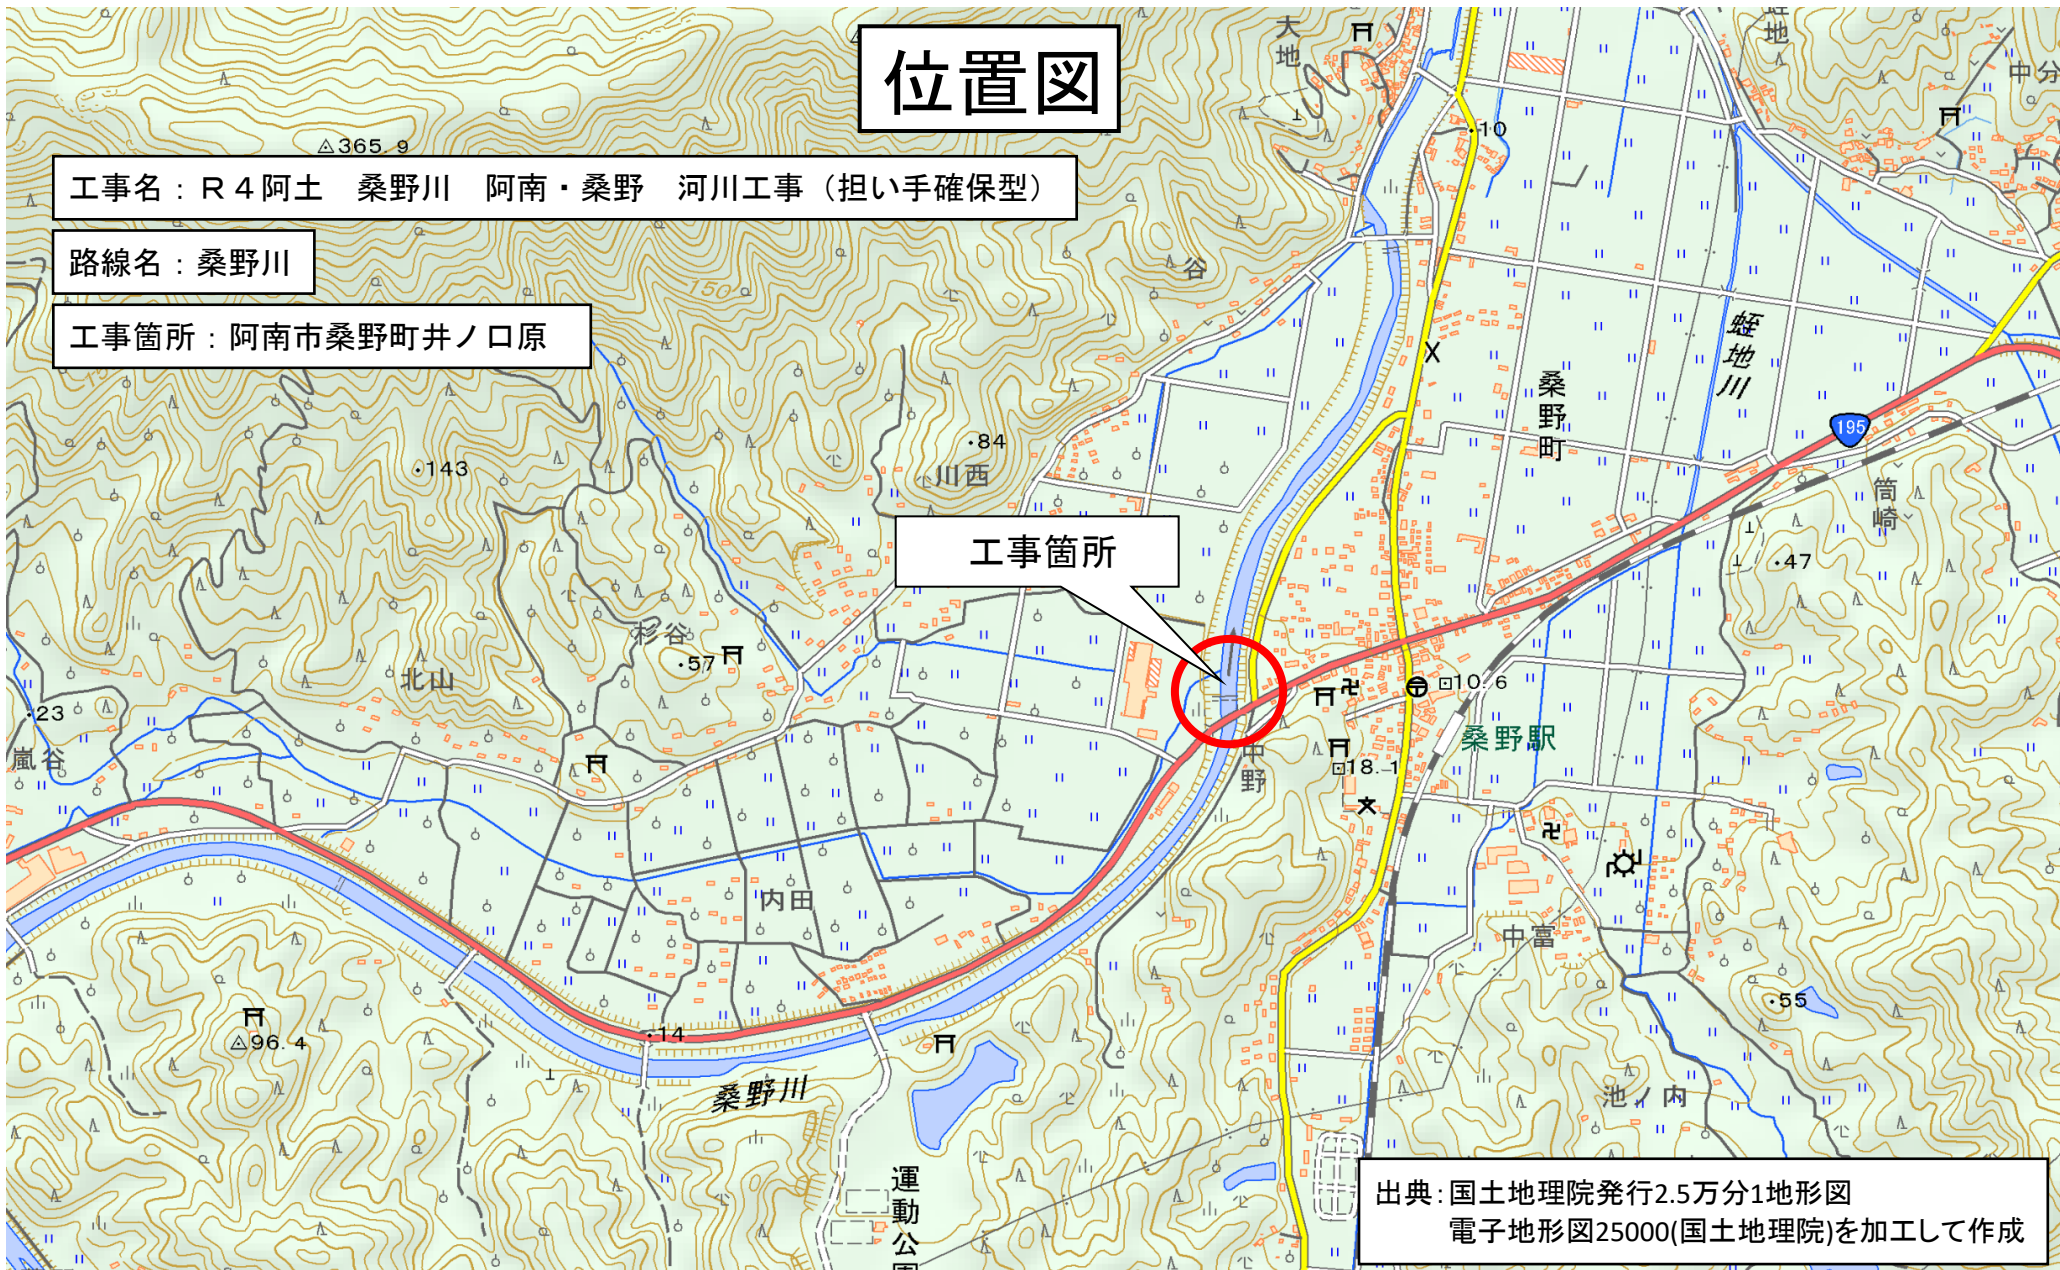 位置図
大地
蛭地
中分
10
△365.9
工事名：Ｒ４阿土　桑野川　阿南・桑野　河川工事（担い手確保型）
路線名：桑野川
工事箇所：阿南市桑野町井ノ口原
谷
150
蛭地川
桑野町
195
・84
川西
・143
筒崎
工事箇所
・47
杉谷
・57
北山
10.6
・23
嵐谷
桑野駅
18.1
中野
内田
中富
・55
△96.4
・14
桑野川
池ノ内
運動公園
出典：国土地理院発行2.5万分1地形図
電子地形図25000(国土地理院)を加工して作成